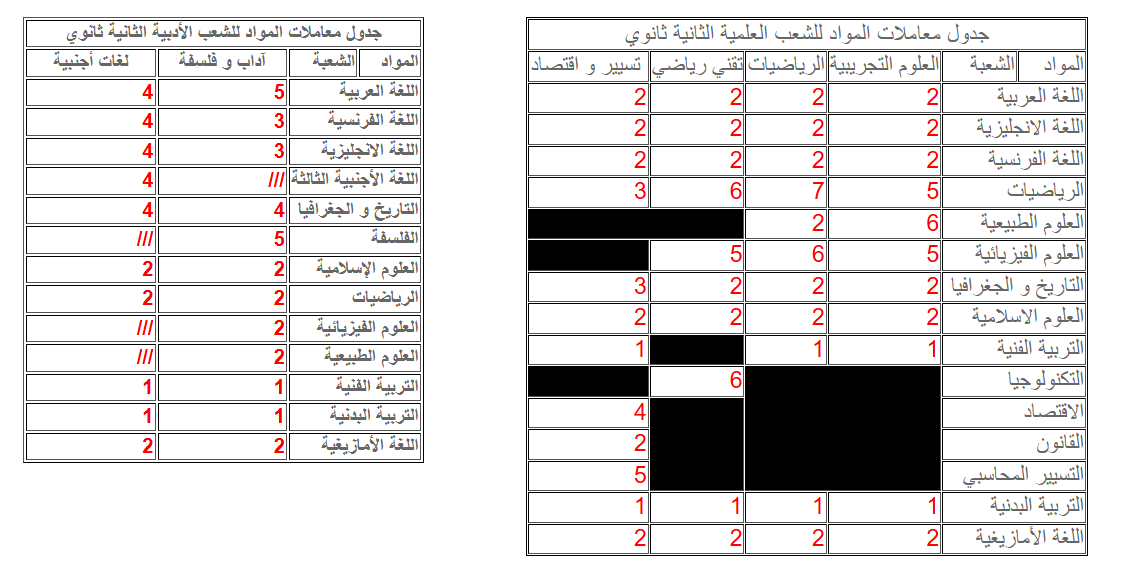 جدول معاملات المواد للشعب العلمية الثانية ثانوي
المواد الشعبة العلوم التجريبية الرياضيات تقني رياضي تسيير و اقتصاد
اللغة العربية 2 2 2 2
اللغة الانجليزية 2 2 2 2
اللغة الفرنسية 2 2 2 2
الرياضيات 5 7 6 3
العلوم الطبيعية 6 2
العلوم الفيزيائية 5 6 5
التاريخ و الجغرافيا 2 2 2 3
العلوم الاسلامية 2 2 2 2
التربية الفنية 1 1 1
التكنولوجيا 6
الاقتصاد 4
القانون 2
التسيير المحاسبي 5
التربية البدنية 1 1 1 1
اللغة الأمازيغية 2 2 2 2
جدول معاملات المواد للشعب الأدبية الثانية ثانوي
المواد الشعبة آداب و فلسفة لغات أجنبية
اللغة العربية 5 4
اللغة الفرنسية 3 4
اللغة الانجليزية 3 4
اللغة الأجنبية الثالثة /// 4
التاريخ و الجغرافيا 4 4
الفلسفة 5 ///
العلوم الإسلامية 2 2
الرياضيات 2 2
العلوم الفيزيائية 2 ///
العلوم الطبيعية 2 ///
التربية الفنية 1 1
التربية البدنية 1 1
اللغة الأمازيغية 2 2